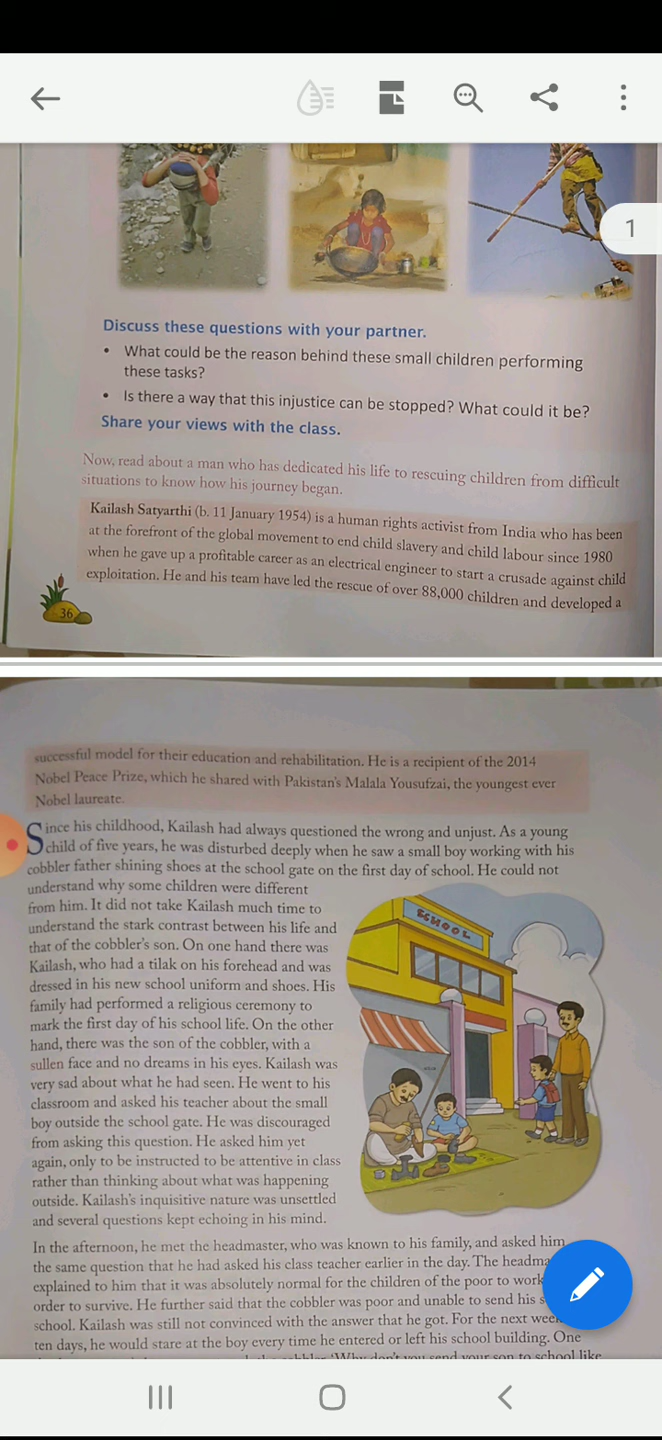 1
Discuss these questions with your partner.
• What could be the reason behind these small children performing
these tasks?
• Is there a way that this injustice can be stopped? What could it be?
Share your views with the class.
Now, read about a man who has dedicated his life to rescuing children from difficult
situations to know how his journey began.
Kailash Satyarthi (b. 11 January 1954) is a human rights activist from India who has been
at the forefront of the global movement to end child slavery and child labour since 1980
when he gave up a profitable career as an electrical engineer to start a crusade against child
exploitation. He and his team have led the rescue of over 88,000 children and developed a
36
successful model for their education and rehabilitation. He is a recipient of the 2014
Nobel Peace Prize, which he shared with Pakistan's Malala Yousufzai, the youngest ever
Nobel laureate.
Since his childhood, Kailash had always questioned the wrong and unjust. As a young
child of five years, he was disturbed deeply when he saw a small boy working with his
cobbler father shining shoes at the school gate on the first day of school. He could not
understand why some children were different
from him. It did not take Kailash much time to
understand the stark contrast between his life and
that of the cobbler's son. On one hand there was
Kailash, who had a tilak on his forehead and was
dressed in his new school uniform and shoes. His
family had performed a religious ceremony to
mark the first day of his school life. On the other
hand, there was the son of the cobbler, with a
sullen face and no dreams in his eyes. Kailash was
very sad about what he had seen. He went to his
classroom and asked his teacher about the small
boy outside the school gate. He was discouraged
from asking this question. He asked him yet
again, only to be instructed to be attentive in class
rather than thinking about what was happening
outside. Kailash's inquisitive nature was unsettled
and several questions kept echoing in his mind.
SCHOOL
In the afternoon, he met the headmaster, who was known to his family, and asked him
the same question that he had asked his class teacher earlier in the day. The headma
explained to him that it was absolutely normal for the children of the poor to work
order to survive. He further said that the cobbler was poor and unable to send his s
school. Kailash was still not convinced with the answer that he got. For the next week
ten days, he would stare at the boy every time he entered or left his school building. One
'Why don't you send your son to school like